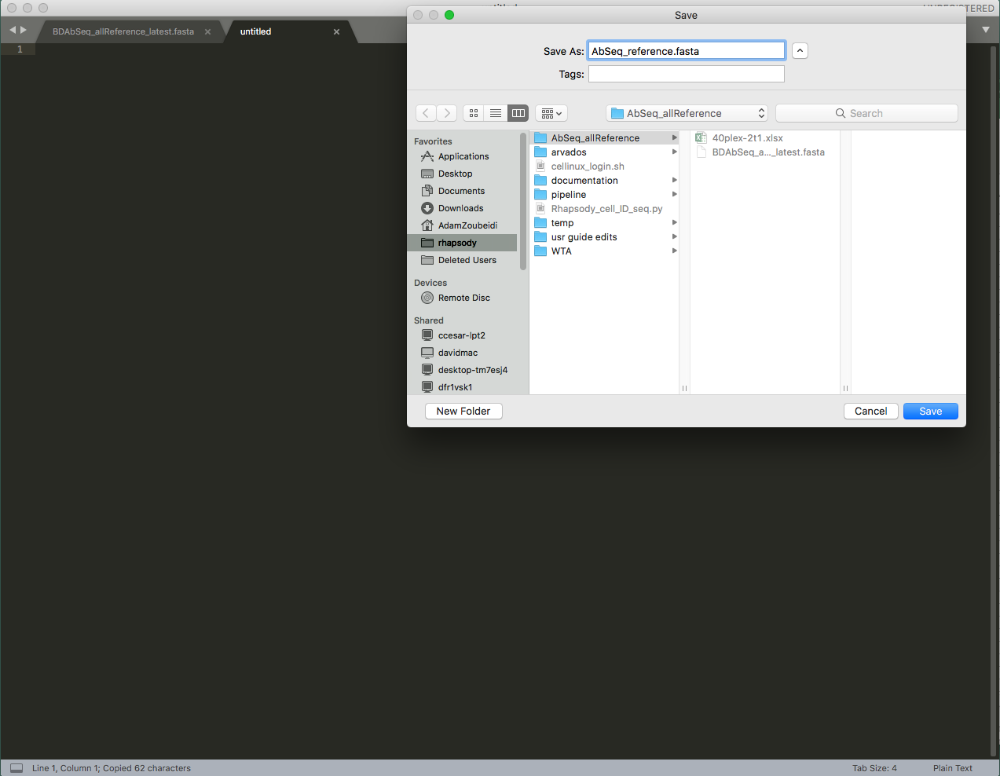 Save
BDAbSeq_allReference_latest.fasta
untitled
1
Save As: AbSeq_reference.fasta
Tags:
AbSeq_allReference
Search
Favorites
Applications
Desktop
Documents
Downloads
AdamZoubeidi
rhapsody
Deleted Users
Devices
Remote Disc
Shared
ccesar-lpt2
davidmac
desktop-tm7esj4
dfr1vsk1
AbSeq_allReference
arvados
cellinux_login.sh
documentation
pipeline
Rhapsody_cell_ID_seq.py
temp
usr guide edits
WTA
40plex-2t1.xlsx
BDAbSeq_a..._latest.fasta
New Folder
Cancel
Save
Line 1, Column 1; Copied 62 characters
Tab Size: 4
Plain Text